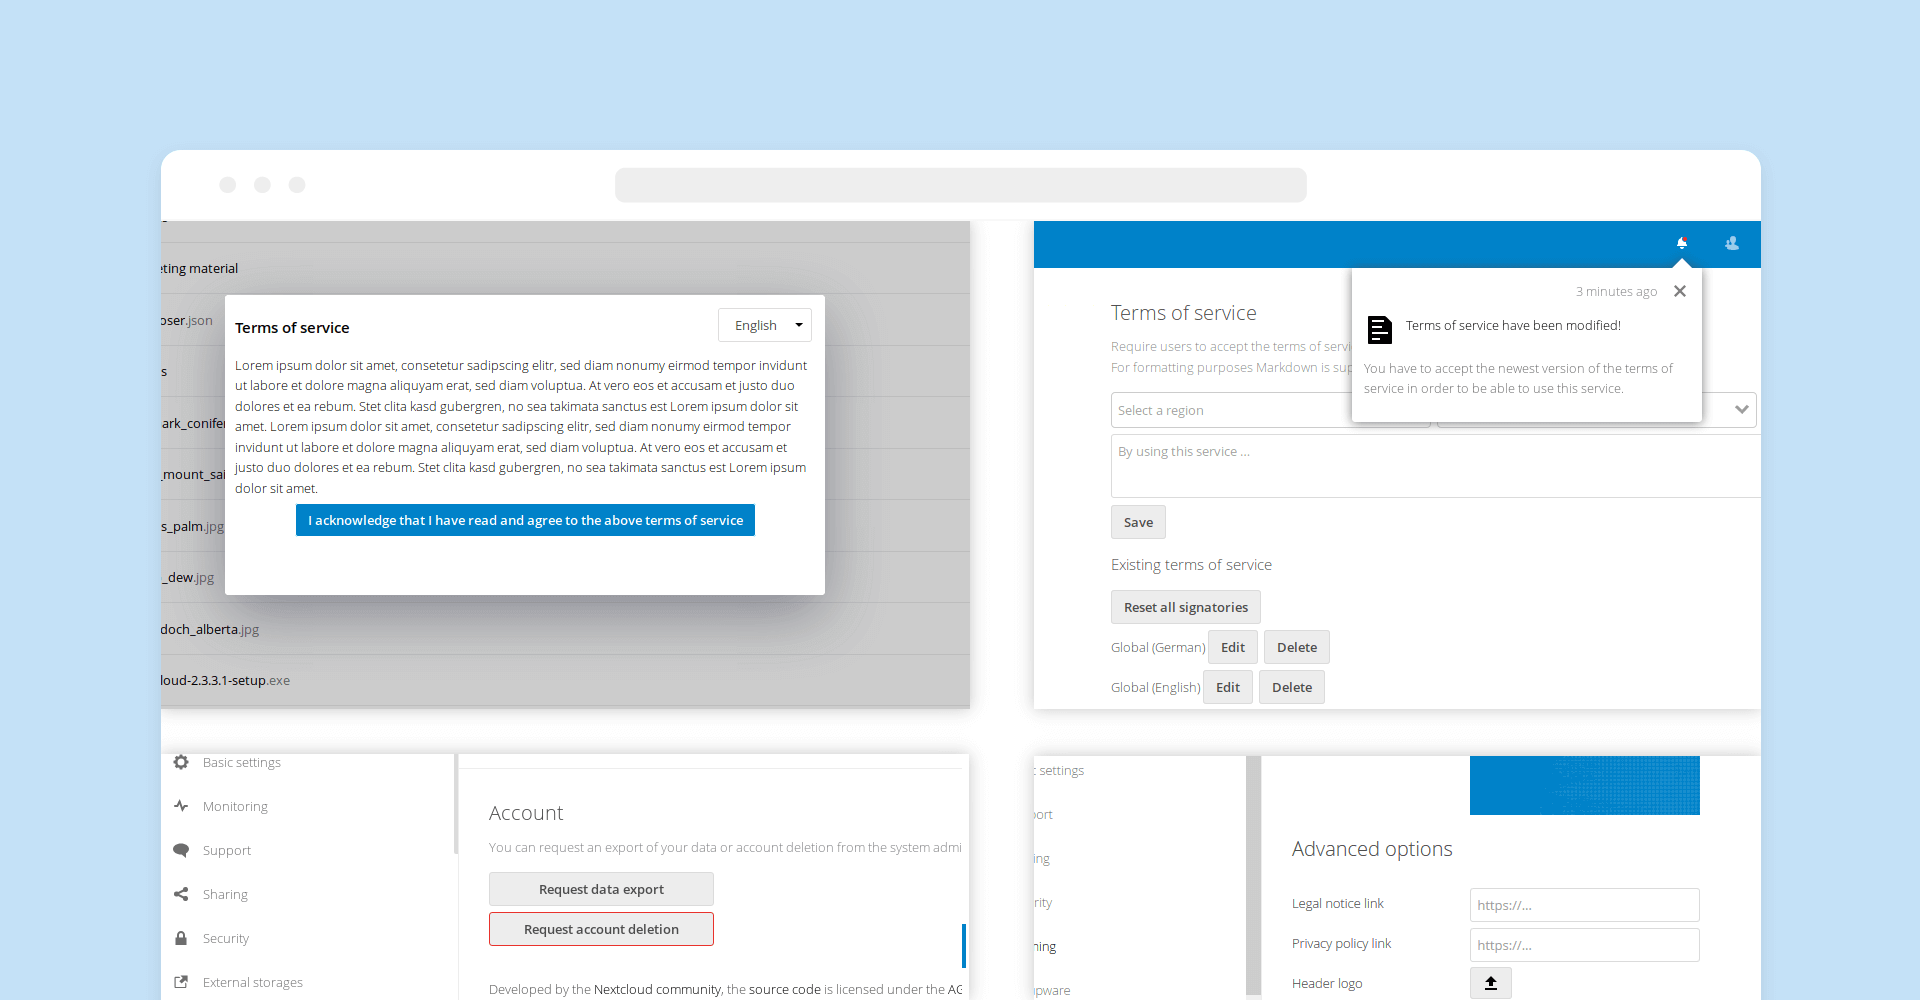 eting material
oser.json
s
ark_conifer
_mount_sai
s_palm.jpg
_dew.jpg
doch_alberta.jpg
loud-2.3.3.1-setup.exe
Terms of service
English
Lorem ipsum dolor sit amet, consetetur sadipscing elitr, sed diam nonumy eirmod tempor invidunt
ut labore et dolore magna aliquyam erat, sed diam voluptua. At vero eos et accusam et justo duo
dolores et ea rebum. Stet clita kasd gubergren, no sea takimata sanctus est Lorem ipsum dolor sit
amet. Lorem ipsum dolor sit amet, consetetur sadipscing elitr, sed diam nonumy eirmod tempor
invidunt ut labore et dolore magna aliquyam erat, sed diam voluptua. At vero eos et accusam et
justo duo dolores et ea rebum. Stet clita kasd gubergren, no sea takimata sanctus est Lorem ipsum
dolor sit amet.
I acknowledge that I have read and agree to the above terms of service
Terms of service
Require users to accept the terms of servi
For formatting purposes Markdown is sup
Select a region
By using this service ...
Save
Existing terms of service
Reset all signatories
Global (German) Edit Delete
Global (English) Edit Delete
3 minutes ago
Terms of service have been modified!
You have to accept the newest version of the terms of
service in order to be able to use this service.
Basic settings
Monitoring
Support
Sharing
Security
External storages
Account
You can request an export of your data or account deletion from the system admi
Request data export
Request account deletion
Developed by the Nextcloud community, the source code is licensed under the AG
settings
ort
ing
rity
ning
pware
Advanced options
Legal notice link https://...
Privacy policy link https://...
Header logo